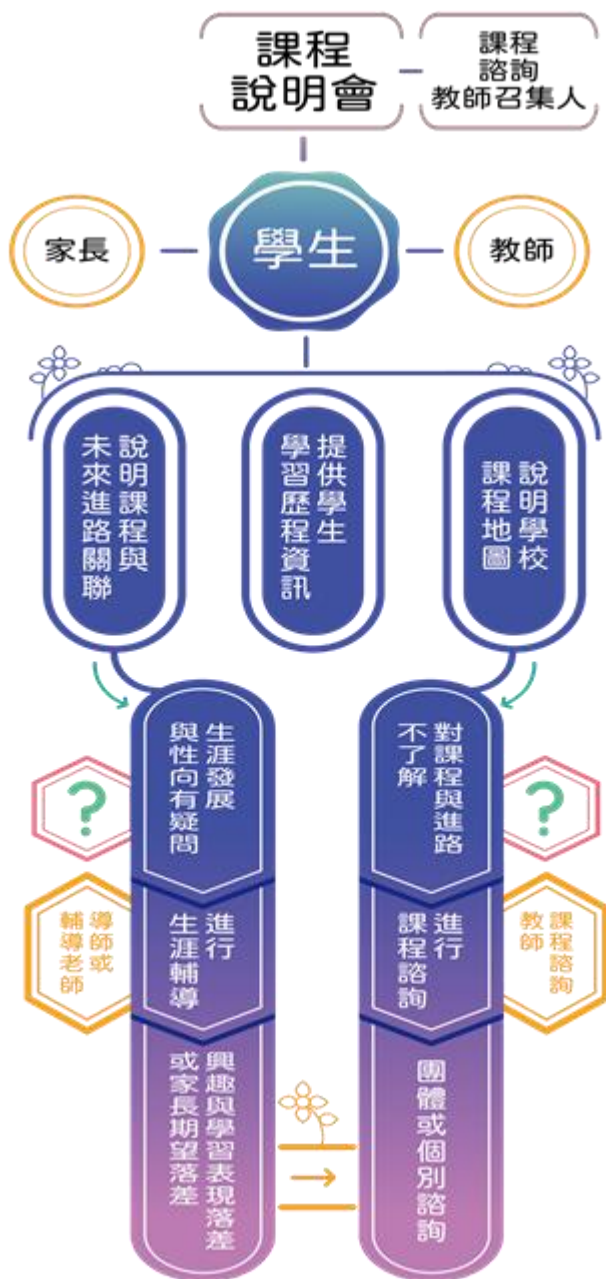 課程
說明會
課程
諮詢
教師召集人
家長
學生
教師
說明課程與
未來進路關聯
提供學生
學習歷程資訊
說明學校
課程地圖
生涯發展
與性向有疑問
對課程與進路
不了解
?
?
導師或
輔導老師
進行
生涯輔導
進行
課程諮詢
課程諮詢
教師
興趣與學習表現落差
或家長期望落差
團體或個別諮詢